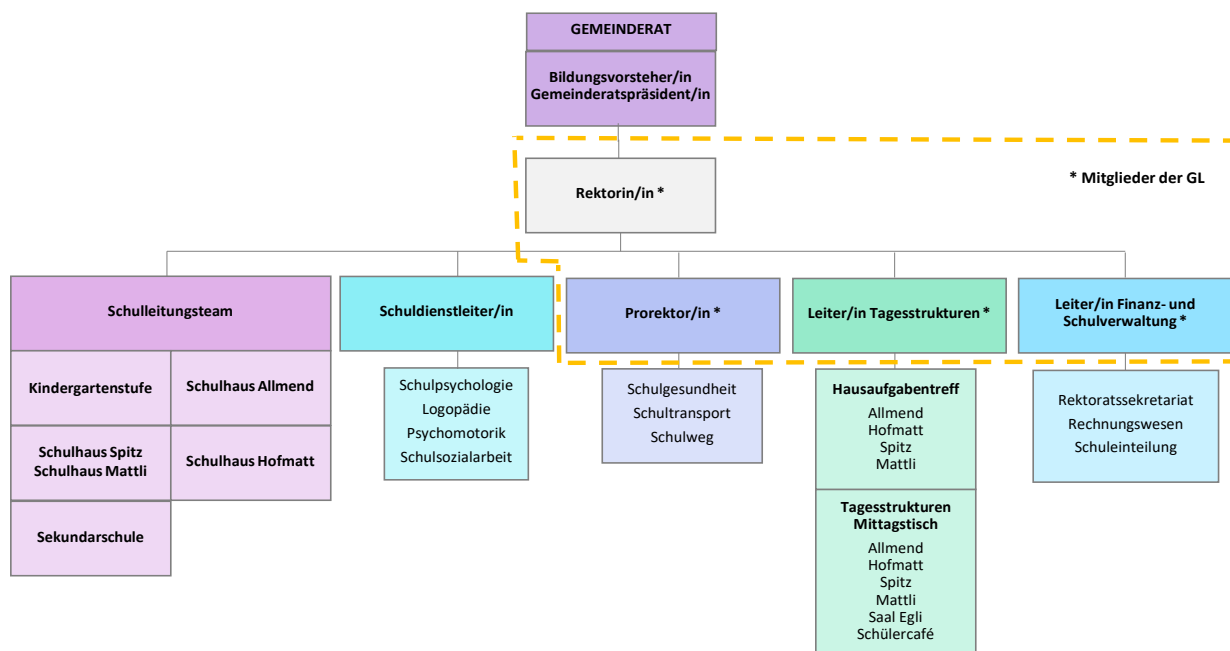 GEMEINDERAT
Bildungsvorsteher/in
Gemeinderatspräsident/in
Rektorin/in *
* Mitglieder der GL
Schulleitungsteam
Kindergartenstufe
Schulhaus Allmend
Schulhaus Spitz
Schulhaus Mattli
Schulhaus Hofmatt
Sekundarschule
Schuldienstleiter/in
Schulpsychologie
Logopädie
Psychomotorik
Schulsozialarbeit
Prorektor/in *
Schulgesundheit
Schultransport
Schulweg
Leiter/in Tagesstrukturen *
Hausaufgabentreff
Allmend
Hofmatt
Spitz
Mattli
Tagesstrukturen
Mittagstisch
Allmend
Hofmatt
Spitz
Mattli
Saal Egli
Schülercafé
Leiter/in Finanz- und
Schulverwaltung *
Rektoratssekretariat
Rechnungswesen
Schuleinteilung